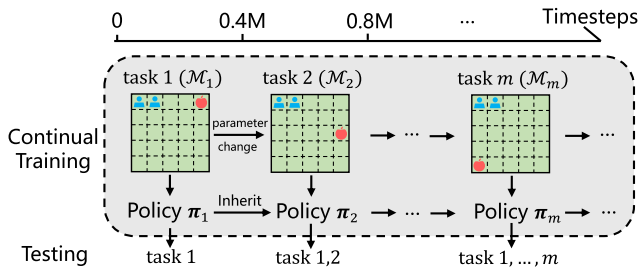 0 0.4M 0.8M ... Timesteps
task 1 (ℳ₁) task 2 (ℳ₂) task m (ℳₘ)
parameter
change
... ...
Continual
Training
Inherit
Policy π₁ Policy π₂ ... Policy πₘ ...
Testing task 1 task 1,2 task 1, ..., m